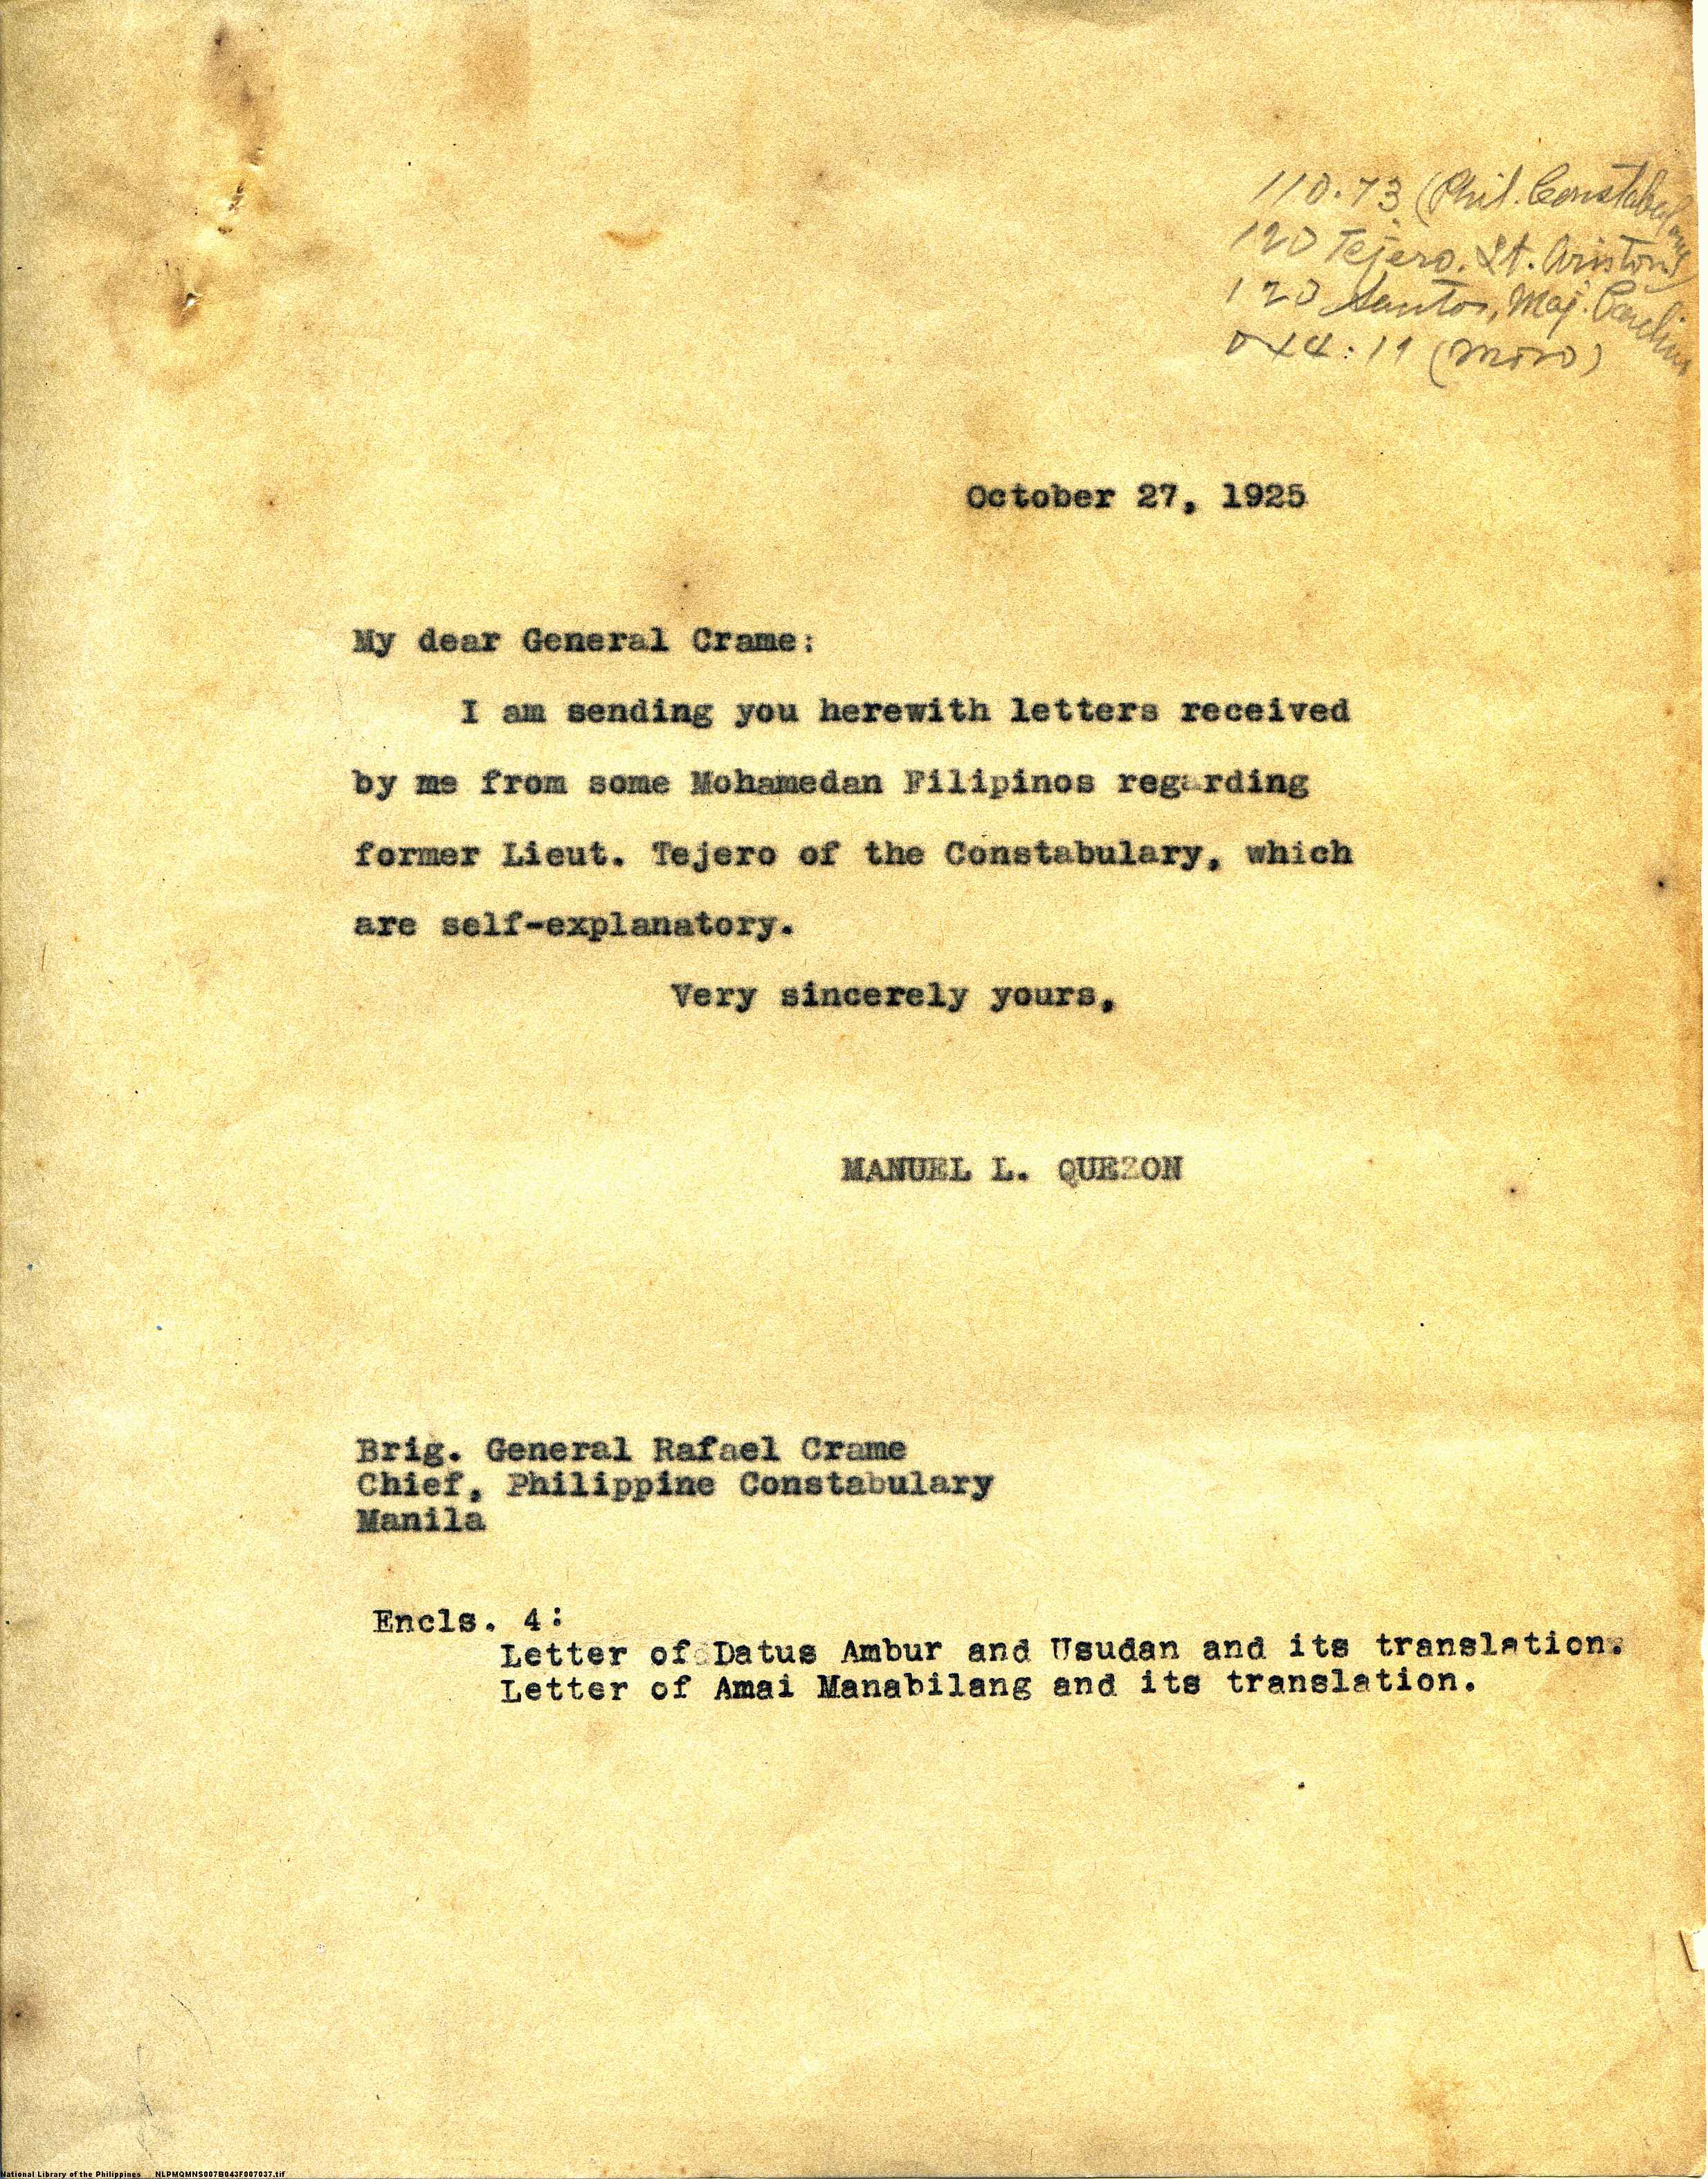 110.73 (Phil. Constabulary
120 Tejero. Lt. Ariston)
120 Santos, Maj.
(Moro)
October 27, 1925
My dear General Crame:
I am sending you herewith letters received
by me from some Mohamedan Filipinos regarding
former Lieut. Tejero of the Constabulary, which
are self-explanatory.
Very sincerely yours,
MANUEL L. QUEZON
Brig. General Rafael Crame
Chief, Philippine Constabulary
Manila
Encls. 4:
Letter of Datus Ambur and Usudan and its translation.
Letter of Amai Manabilang and its translation.
National Library of the Philippines NLPMQMNS007B043F007037.tif